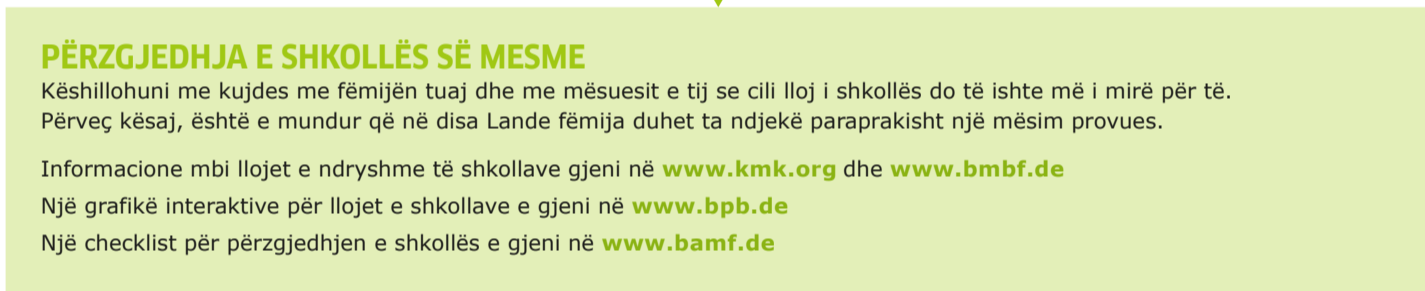 PËRZGJEDHJA E SHKOLLËS SË MESME
Këshillohuni me kujdes me fëmijën tuaj dhe me mësuesit e tij se cili lloj i shkollës do të ishte më i mirë për të.
Përveç kësaj, është e mundur që në disa Lande fëmija duhet ta ndjekë paraprakisht një mësim provues.
Informacione mbi llojet e ndryshme të shkollave gjeni në www.kmk.org dhe www.bmbf.de
Një grafikë interaktive për llojet e shkollave e gjeni në www.bpb.de
Një checklist për përzgjedhjen e shkollës e gjeni në www.bamf.de